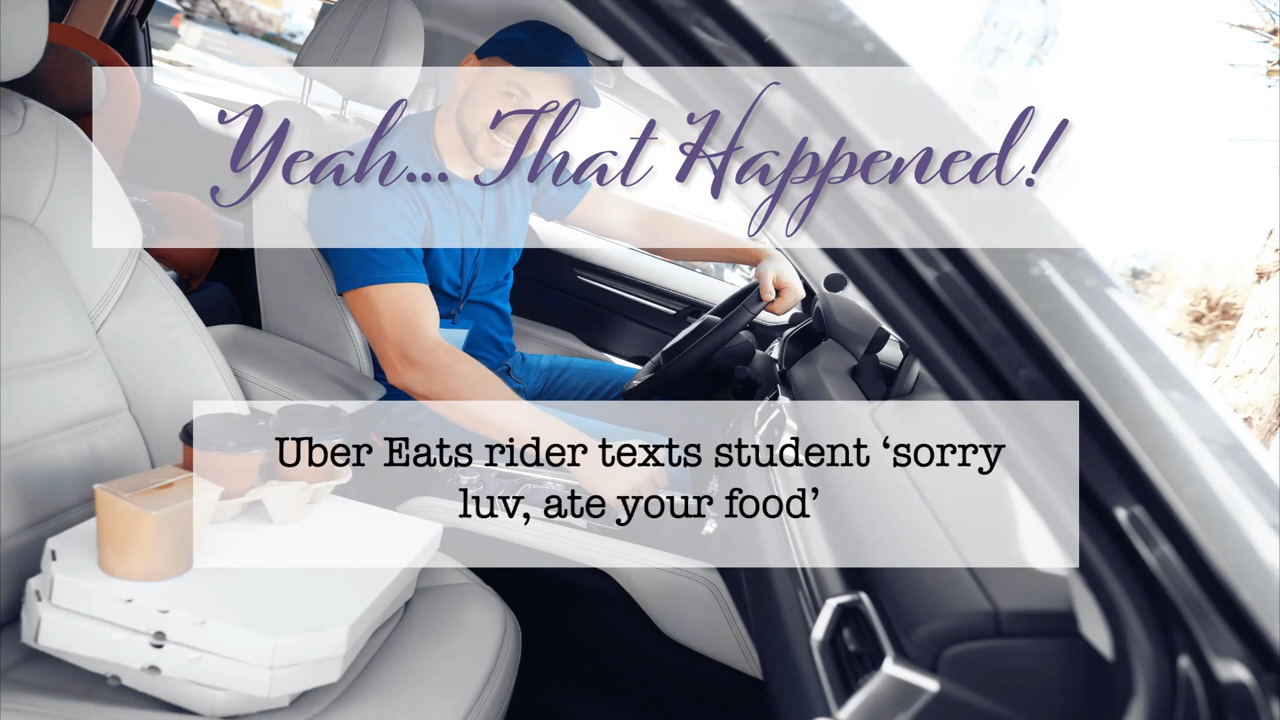 Yeah... That Happened!
Uber Eats rider texts student ‘sorry
luv, ate your food’